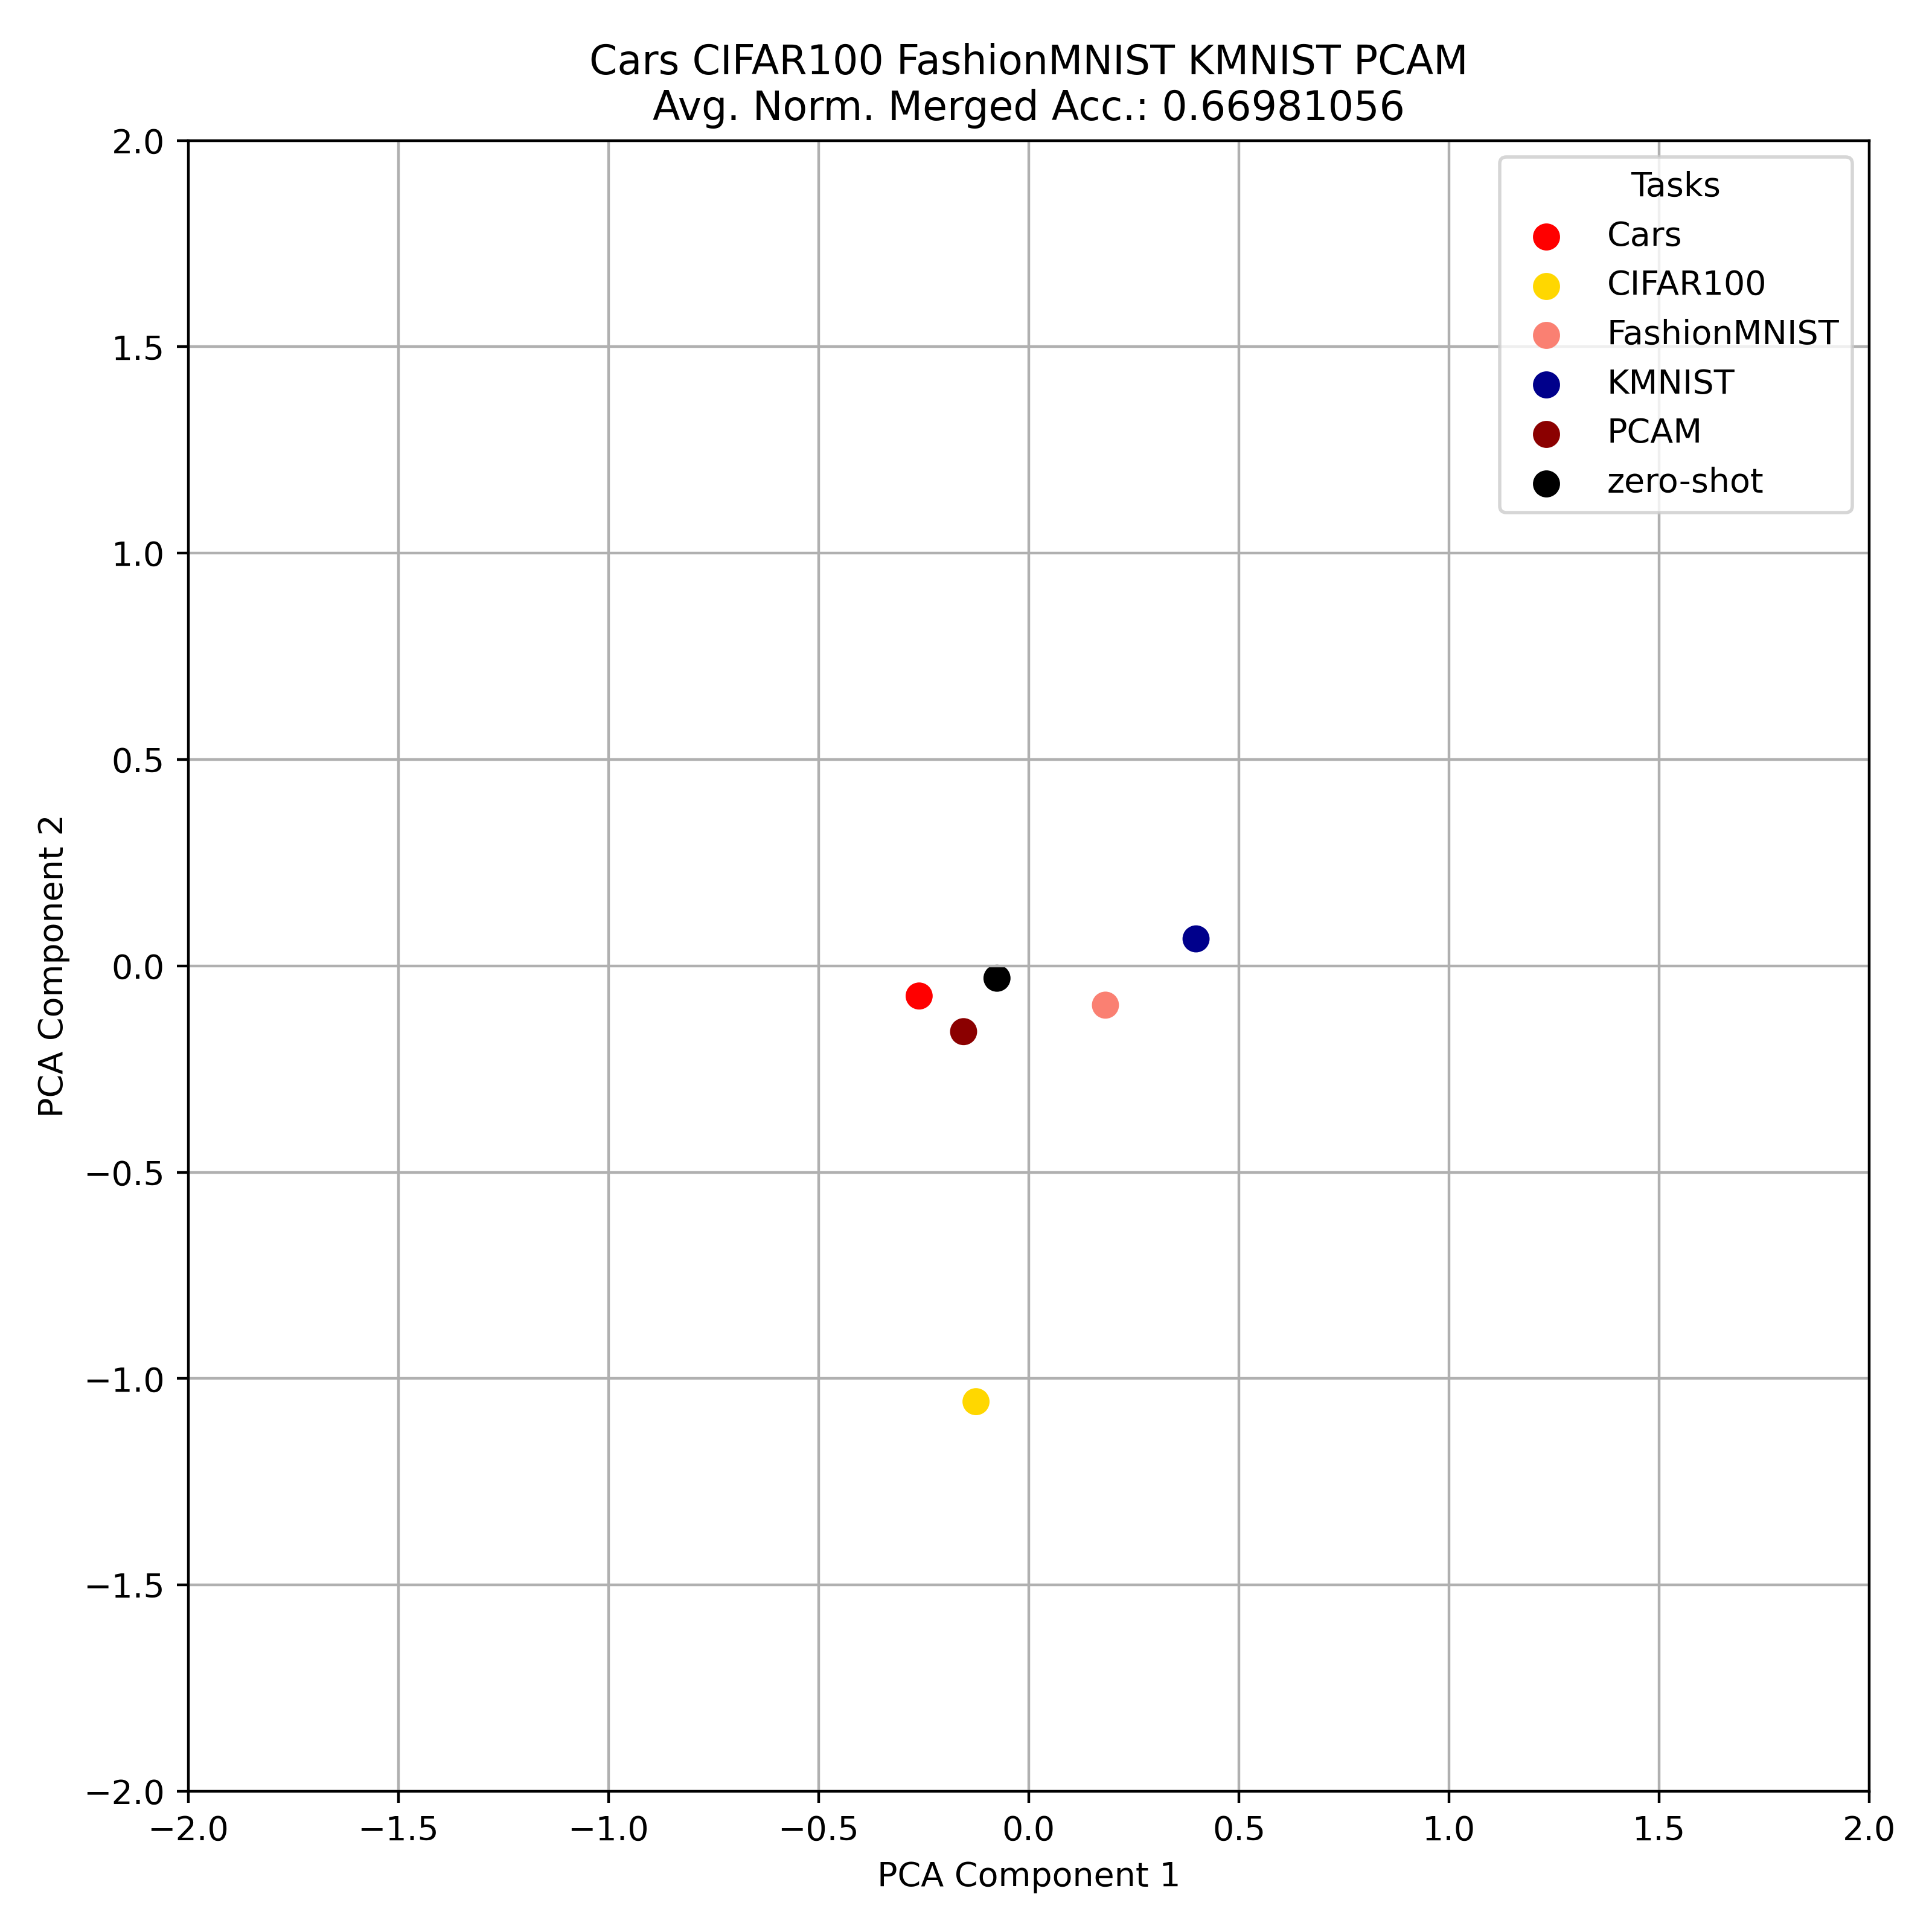 Cars CIFAR100 FashionMNIST KMNIST PCAM
Avg. Norm. Merged Acc.: 0.66981056
Tasks
Cars
CIFAR100
FashionMNIST
KMNIST
PCAM
zero-shot
2.0
1.5
1.0
0.5
0.0
−0.5
−1.0
−1.5
−2.0
PCA Component 2
−2.0 −1.5 −1.0 −0.5 0.0 0.5 1.0 1.5 2.0
PCA Component 1